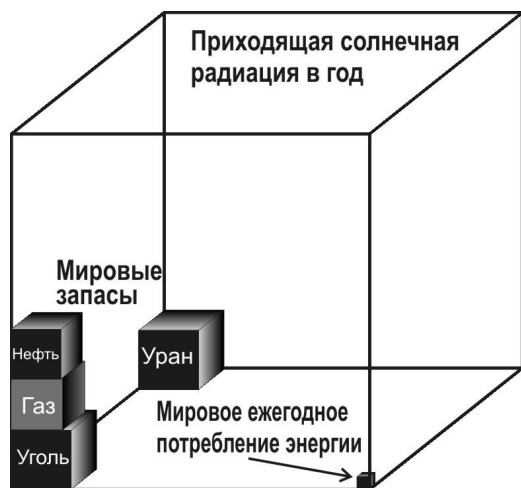 Приходящая солнечная
радиация в год
Мировые
запасы
Нефть
Уран
Газ
Мировое ежегодное
потребление энергии
Уголь